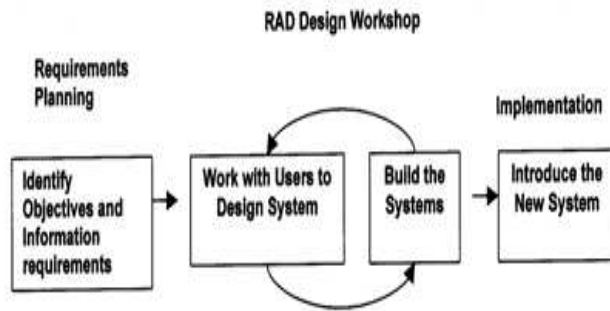 RAD Design Workshop
Requirements
Planning
Implementation
Identify
Objectives and
Information
requirements
Work with Users to
Design System
Build the
Systems
Introduce the
New System